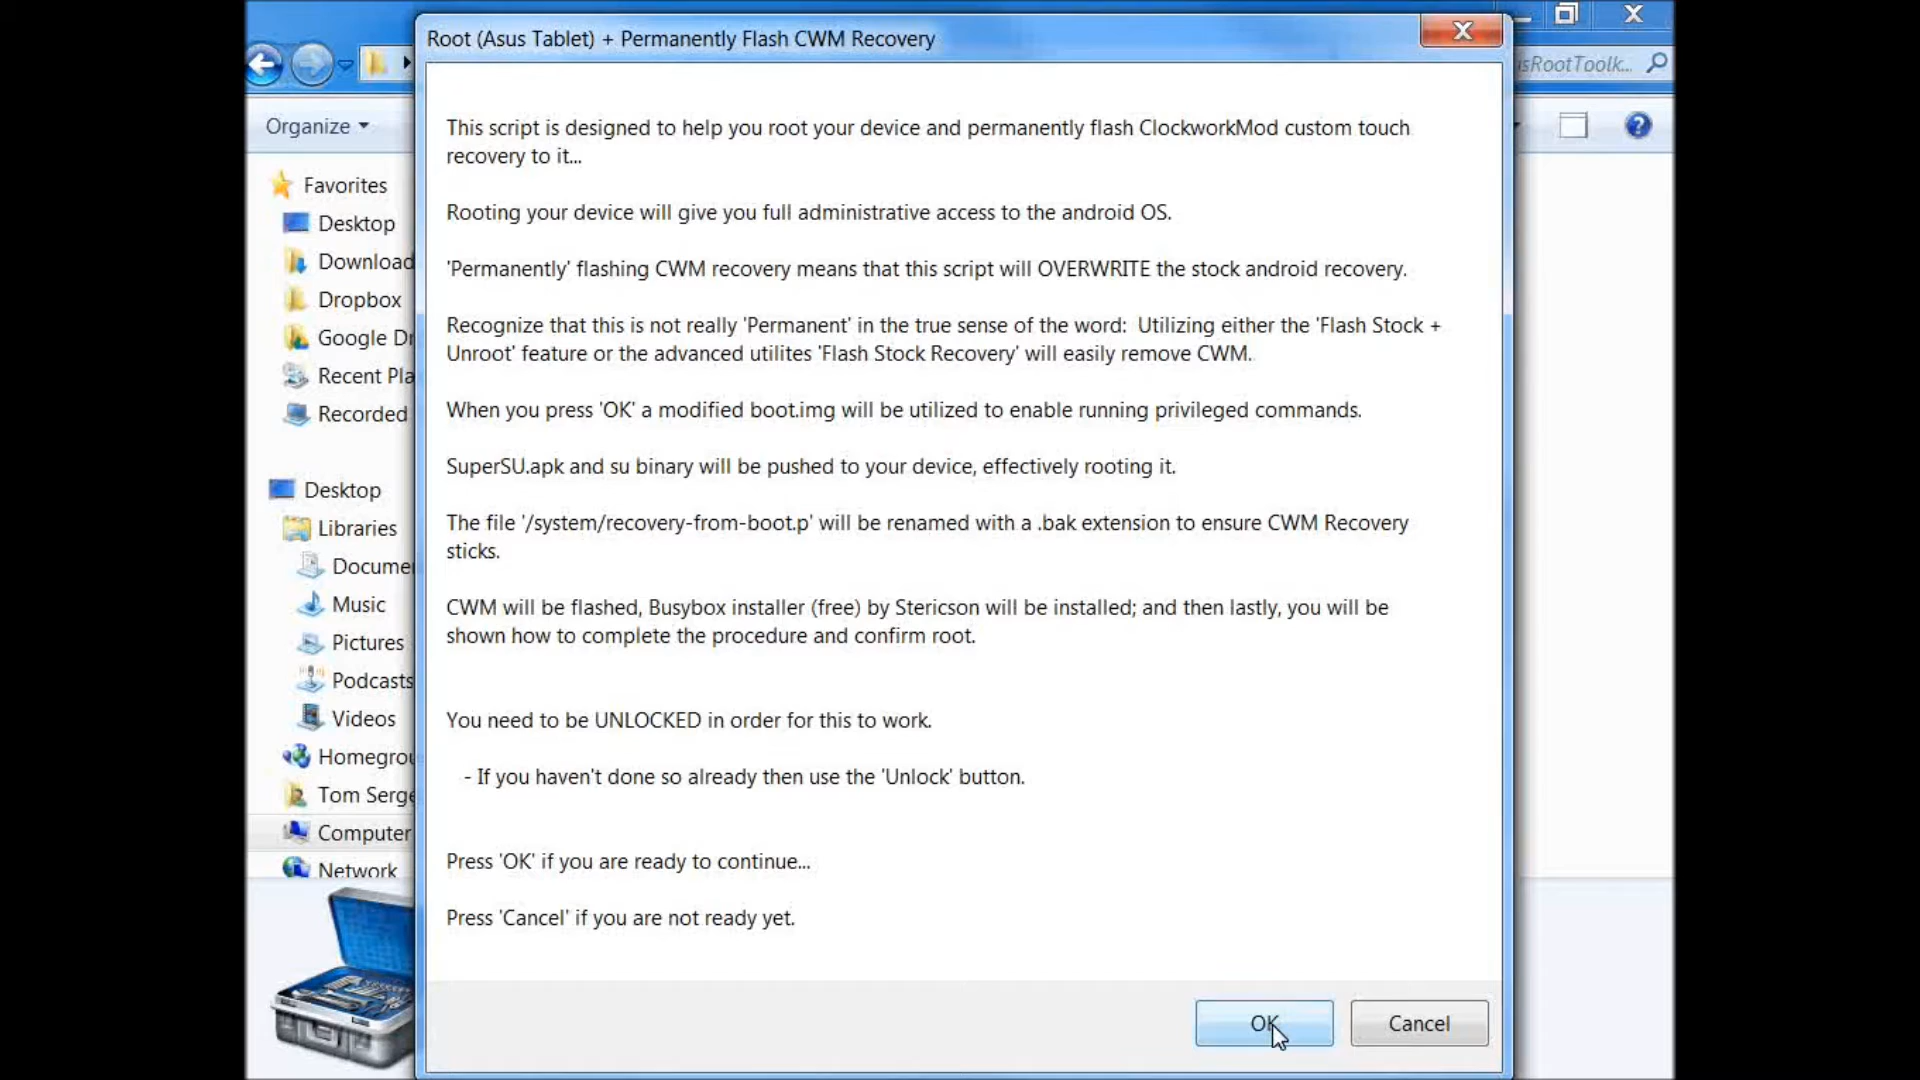 Root (Asus Tablet) + Permanently Flash CWM Recovery
isRootToolk...
Organize
This script is designed to help you root your device and permanently flash ClockworkMod custom touch
recovery to it...
Rooting your device will give you full administrative access to the android OS.
'Permanently' flashing CWM recovery means that this script will OVERWRITE the stock android recovery.
Recognize that this is not really 'Permanent' in the true sense of the word:  Utilizing either the 'Flash Stock +
Unroot' feature or the advanced utilites 'Flash Stock Recovery' will easily remove CWM.
When you press 'OK' a modified boot.img will be utilized to enable running privileged commands.
SuperSU.apk and su binary will be pushed to your device, effectively rooting it.
The file '/system/recovery-from-boot.p' will be renamed with a .bak extension to ensure CWM Recovery
sticks.
CWM will be flashed, Busybox installer (free) by Stericson will be installed; and then lastly, you will be
shown how to complete the procedure and confirm root.
You need to be UNLOCKED in order for this to work.
- If you haven't done so already then use the 'Unlock' button.
Press 'OK' if you are ready to continue...
Press 'Cancel' if you are not ready yet.
OK
Cancel
Favorites
Desktop
Download
Dropbox
Google Dr
Recent Pla
Recorded
Desktop
Libraries
Docume
Music
Pictures
Podcasts
Videos
Homegrou
Tom Serge
Computer
Network